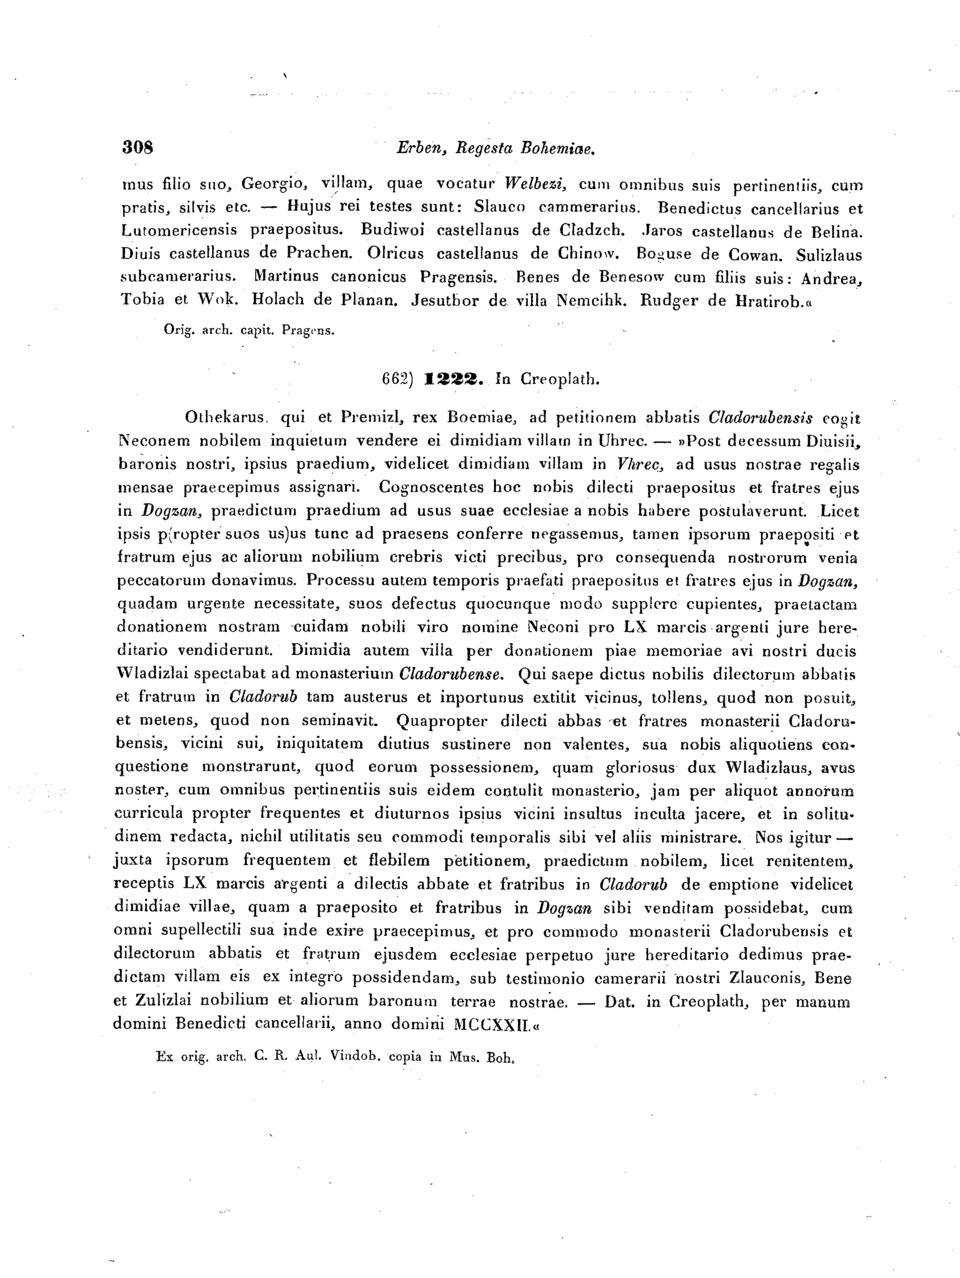 308 Erben, Regesta Bohemiae.
mus filio suo, Georgio, villam, quae vocatur Welbezi, cum omnibus suis pertinentiis, cum
pratis, silvis etc. — Hujus rei testes sunt: Slauco cammerarius. Benedictus cancellarius et
Lutomericensis praepositus. Budiwoi castellanus de Cladzch. Jaros castellanus de Belina.
Diuis castellanus de Prachen. Olricus castellanus de Chinow. Boguse de Cowan. Sulizlaus
subcamerarius. Martinus canonicus Pragensis. Benes de Benesow cum filiis suis: Andrea,
Tobia et Wok. Holach de Planan. Jesutbor de villa Nemcihk. Rudger de Hratirob.«
Orig. arch. capit. Pragens.
662) 1222. In Creoplath.
Othekarus, qui et Premizl, rex Boemiae, ad petitionem abbatis Cladorubensis cogit
Neconem nobilem inquietum vendere ei dimidiam villam in Uhrec. — »Post decessum Diuisii,
baronis nostri, ipsius praedium, videlicet dimidiam villam in Vhrec, ad usus nostrae regalis
mensae praecepimus assignari. Cognoscentes hoc nobis dilecti praepositus et fratres ejus
in Dogzan, praedictum praedium ad usus suae ecclesiae a nobis habere postulaverunt. Licet
ipsis p(ropter suos us)us tunc ad praesens conferre negassemus, tamen ipsorum praepositi et
fratrum ejus ac aliorum nobilium crebris victi precibus, pro consequenda nostrorum venia
peccatorum donavimus. Processu autem temporis praefati praepositus et fratres ejus in Dogzan,
quadam urgente necessitate, suos defectus quocunque modo supplere cupientes, praetactam
donationem nostram cuidam nobili viro nomine Neconi pro LX marcis argenti jure here-
ditario vendiderunt. Dimidia autem villa per donationem piae memoriae avi nostri ducis
Wladizlai spectabat ad monasterium Cladorubense. Qui saepe dictus nobilis dilectorum abbatis
et fratrum in Cladorub tam austerus et inportunus extitit vicinus, tollens, quod non posuit,
et metens, quod non seminavit. Quapropter dilecti abbas et fratres monasterii Cladoru-
bensis, vicini sui, iniquitatem diutius sustinere non valentes, sua nobis aliquotiens con-
questione monstrarunt, quod eorum possessionem, quam gloriosus dux Wladizlaus, avus
noster, cum omnibus pertinentiis suis eidem contulit monasterio, jam per aliquot annorum
curricula propter frequentes et diuturnos ipsius vicini insultus inculta jacere, et in solitu-
dinem redacta, nichil utilitatis seu commodi temporalis sibi vel aliis ministrare. Nos igitur —
juxta ipsorum frequentem et flebilem petitionem, praedictum nobilem, licet renitentem,
receptis LX marcis argenti a dilectis abbate et fratribus in Cladorub de emptione videlicet
dimidiae villae, quam a praeposito et fratribus in Dogzan sibi venditam possidebat, cum
omni supellectili sua inde exire praecepimus, et pro commodo monasterii Cladorubensis et
dilectorum abbatis et fratrum ejusdem ecclesiae perpetuo jure hereditario dedimus prae-
dictam villam eis ex integro possidendam, sub testimonio camerarii nostri Zlauconis, Bene
et Zulizlai nobilium et aliorum baronum terrae nostrae. — Dat. in Creoplath, per manum
domini Benedicti cancellarii, anno domini MCCXXII.«
Ex orig. arch. C. R. Aul. Vindob. copia in Mus. Boh.